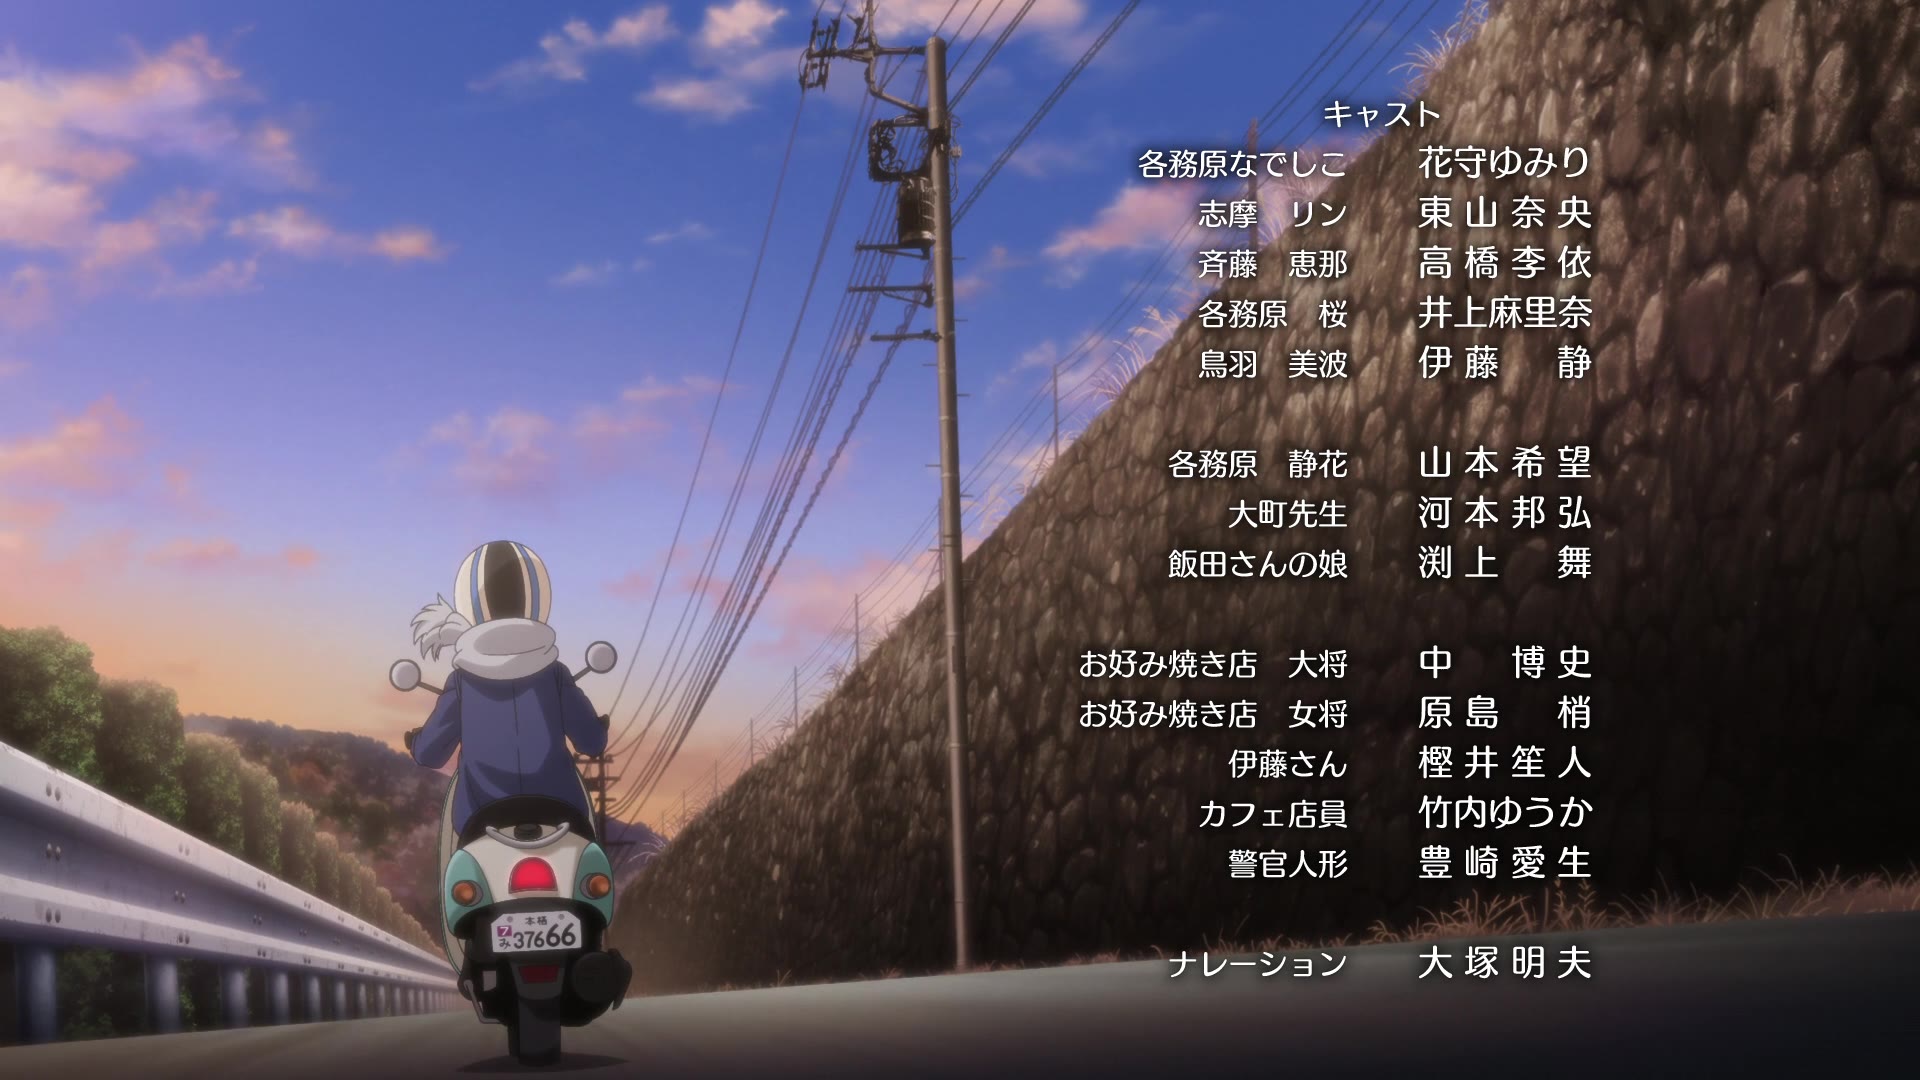 キャスト
各務原なでしこ　花守ゆみり
志摩　リン　東山奈央
斉藤　恵那　高橋李依
各務原　桜　井上麻里奈
鳥羽　美波　伊藤　静
各務原　静花　山本希望
大町先生　河本邦弘
飯田さんの娘　渕上　舞
お好み焼き店　大将　中　博史
お好み焼き店　女将　原島　梢
伊藤さん　樫井笙人
カフェ店員　竹内ゆうか
警官人形　豊崎愛生
ナレーション　大塚明夫
本栖
7
み 37666